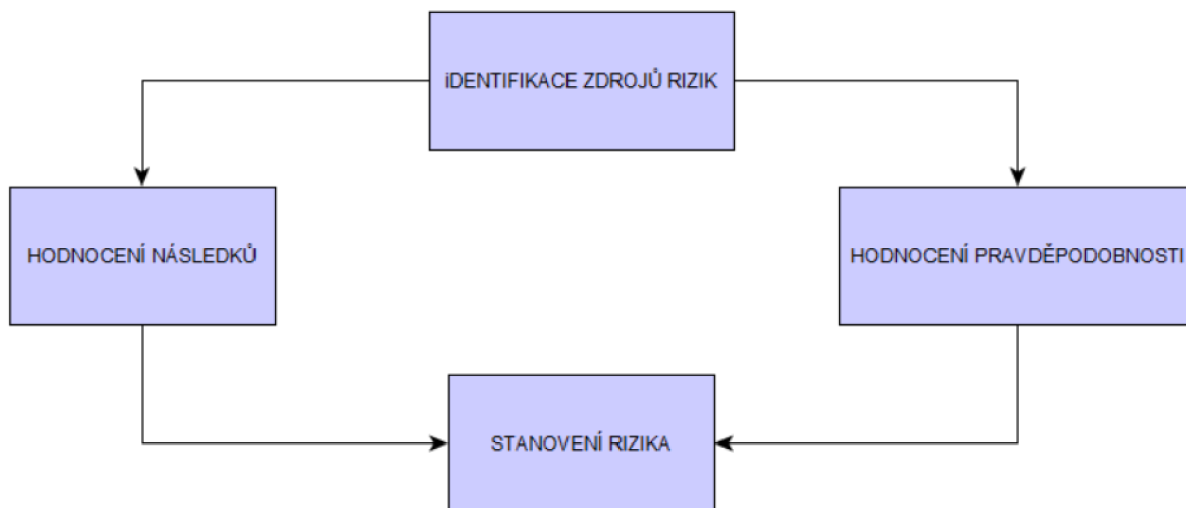 iDENTIFIKACE ZDROJŮ RIZIK
HODNOCENÍ NÁSLEDKŮ
HODNOCENÍ PRAVDĚPODOBNOSTI
STANOVENÍ RIZIKA